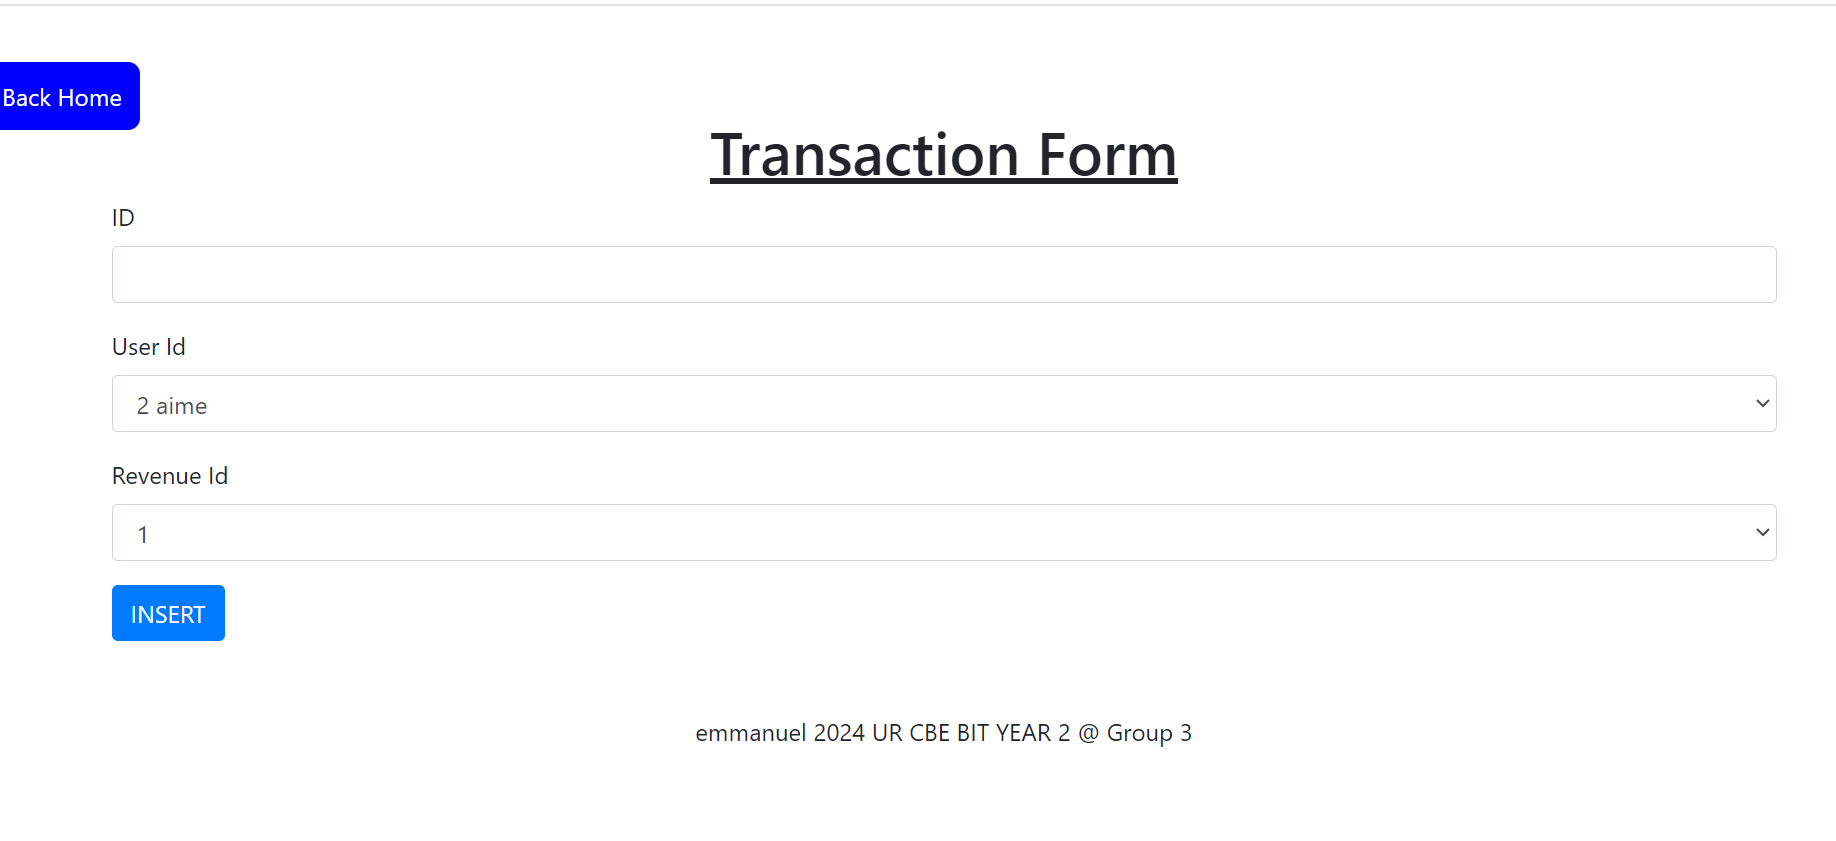 Back Home
Transaction Form
ID
User Id
2 aime
Revenue Id
1
INSERT
emmanuel 2024 UR CBE BIT YEAR 2 @ Group 3